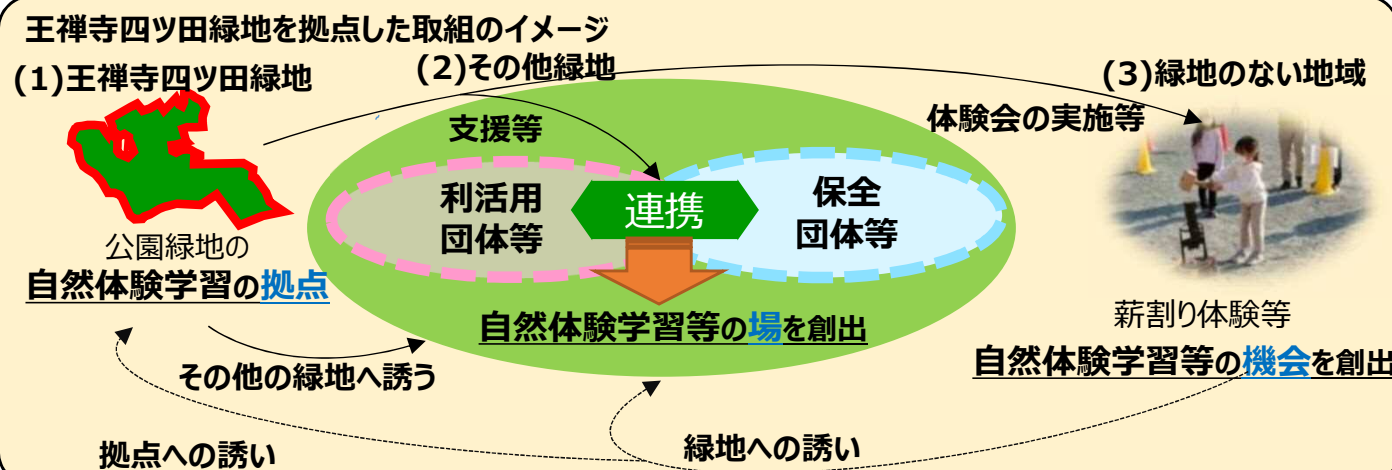 王禅寺四ツ田緑地を拠点した取組のイメージ
(1)王禅寺四ツ田緑地
(2)その他緑地
(3)緑地のない地域
支援等
体験会の実施等
利活用
団体等
連携
保全
団体等
公園緑地の
自然体験学習の拠点
自然体験学習等の場を創出
薪割り体験等
自然体験学習等の機会を創出
その他の緑地へ誘う
拠点への誘い
緑地への誘い